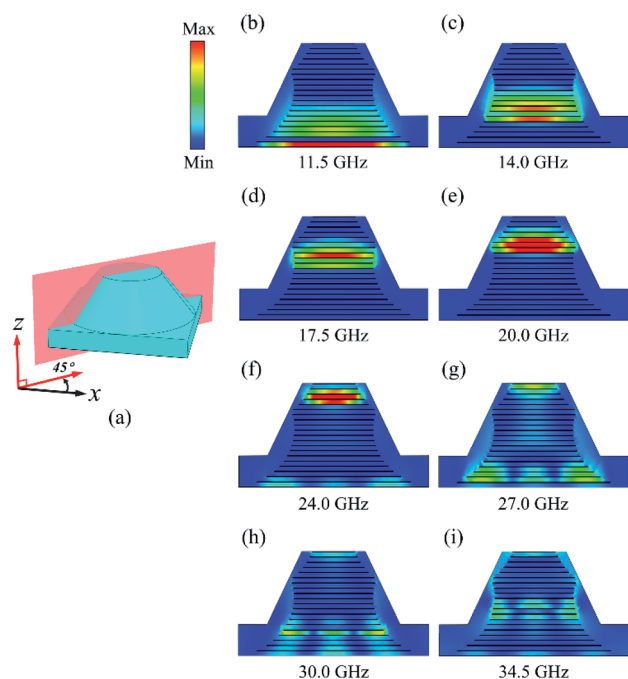 Max
Min
(b)
11.5 GHz
(c)
14.0 GHz
(d)
17.5 GHz
(e)
20.0 GHz
z
45°
x
(a)
(f)
24.0 GHz
(g)
27.0 GHz
(h)
30.0 GHz
(i)
34.5 GHz